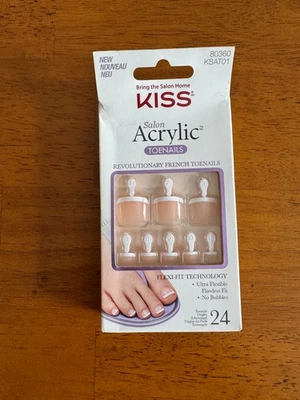 NEW
NOUVEAU
NEU
80360
KSAT01
Bring the Salon Home
KISS
Salon
Acrylic²
TOENAILS
REVOLUTIONARY FRENCH TOENAILS
FLEXI-FIT TECHNOLOGY
• Ultra Flexible
Flawless Fit
• No Bubbles
24